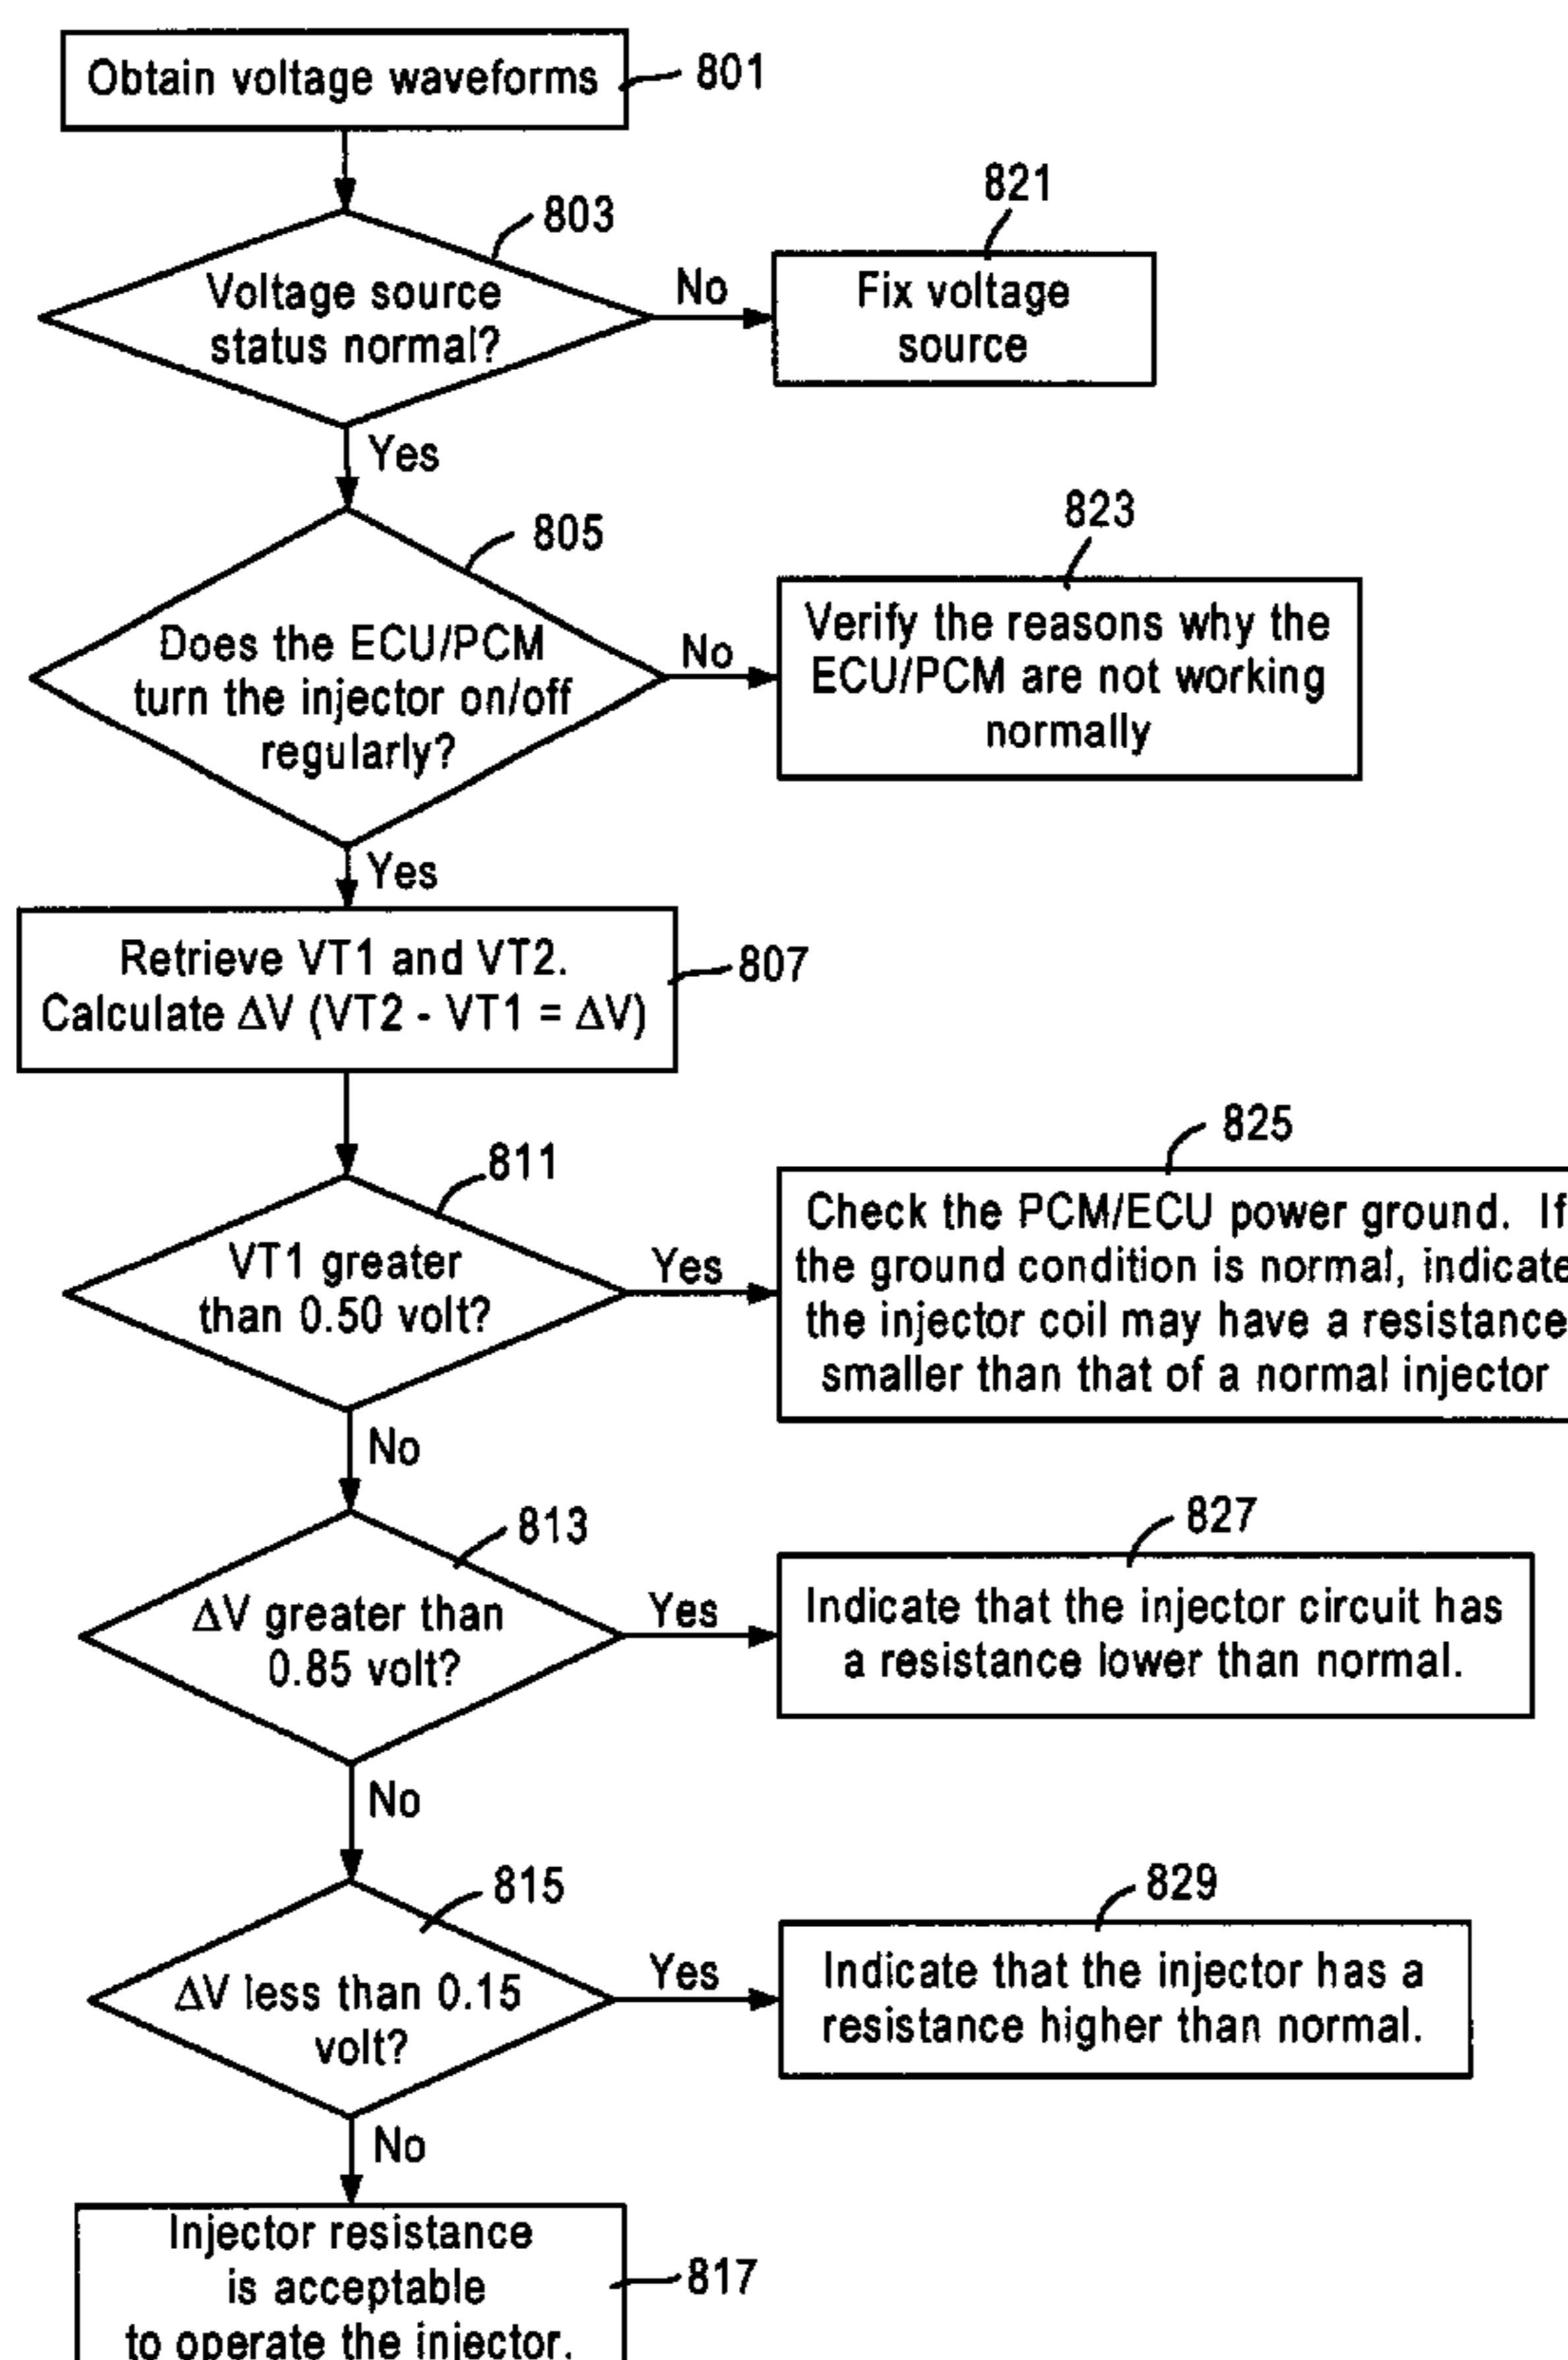 Obtain voltage waveforms
801
803
Voltage source
status normal?
No
821
Fix voltage
source
Yes
805
Does the ECU/PCM
turn the injector on/off
regularly?
No
823
Verify the reasons why the
ECU/PCM are not working
normally
Yes
Retrieve VT1 and VT2.
Calculate ΔV (VT2 - VT1 = ΔV)
807
811
VT1 greater
than 0.50 volt?
Yes
825
Check the PCM/ECU power ground. If
the ground condition is normal, indicate
the injector coil may have a resistance
smaller than that of a normal injector
No
813
ΔV greater than
0.85 volt?
Yes
827
Indicate that the injector circuit has
a resistance lower than normal.
No
815
ΔV less than 0.15
volt?
Yes
829
Indicate that the injector has a
resistance higher than normal.
No
Injector resistance
is acceptable
to operate the injector.
817